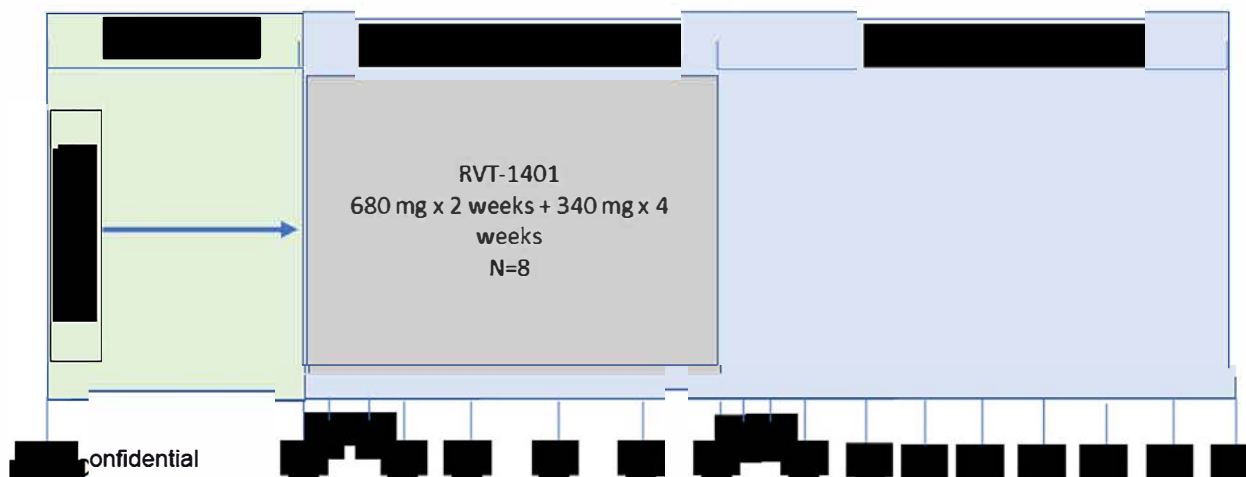 RVT-1401
680 mg x 2 weeks + 340 mg x 4
weeks
N=8
onfidential